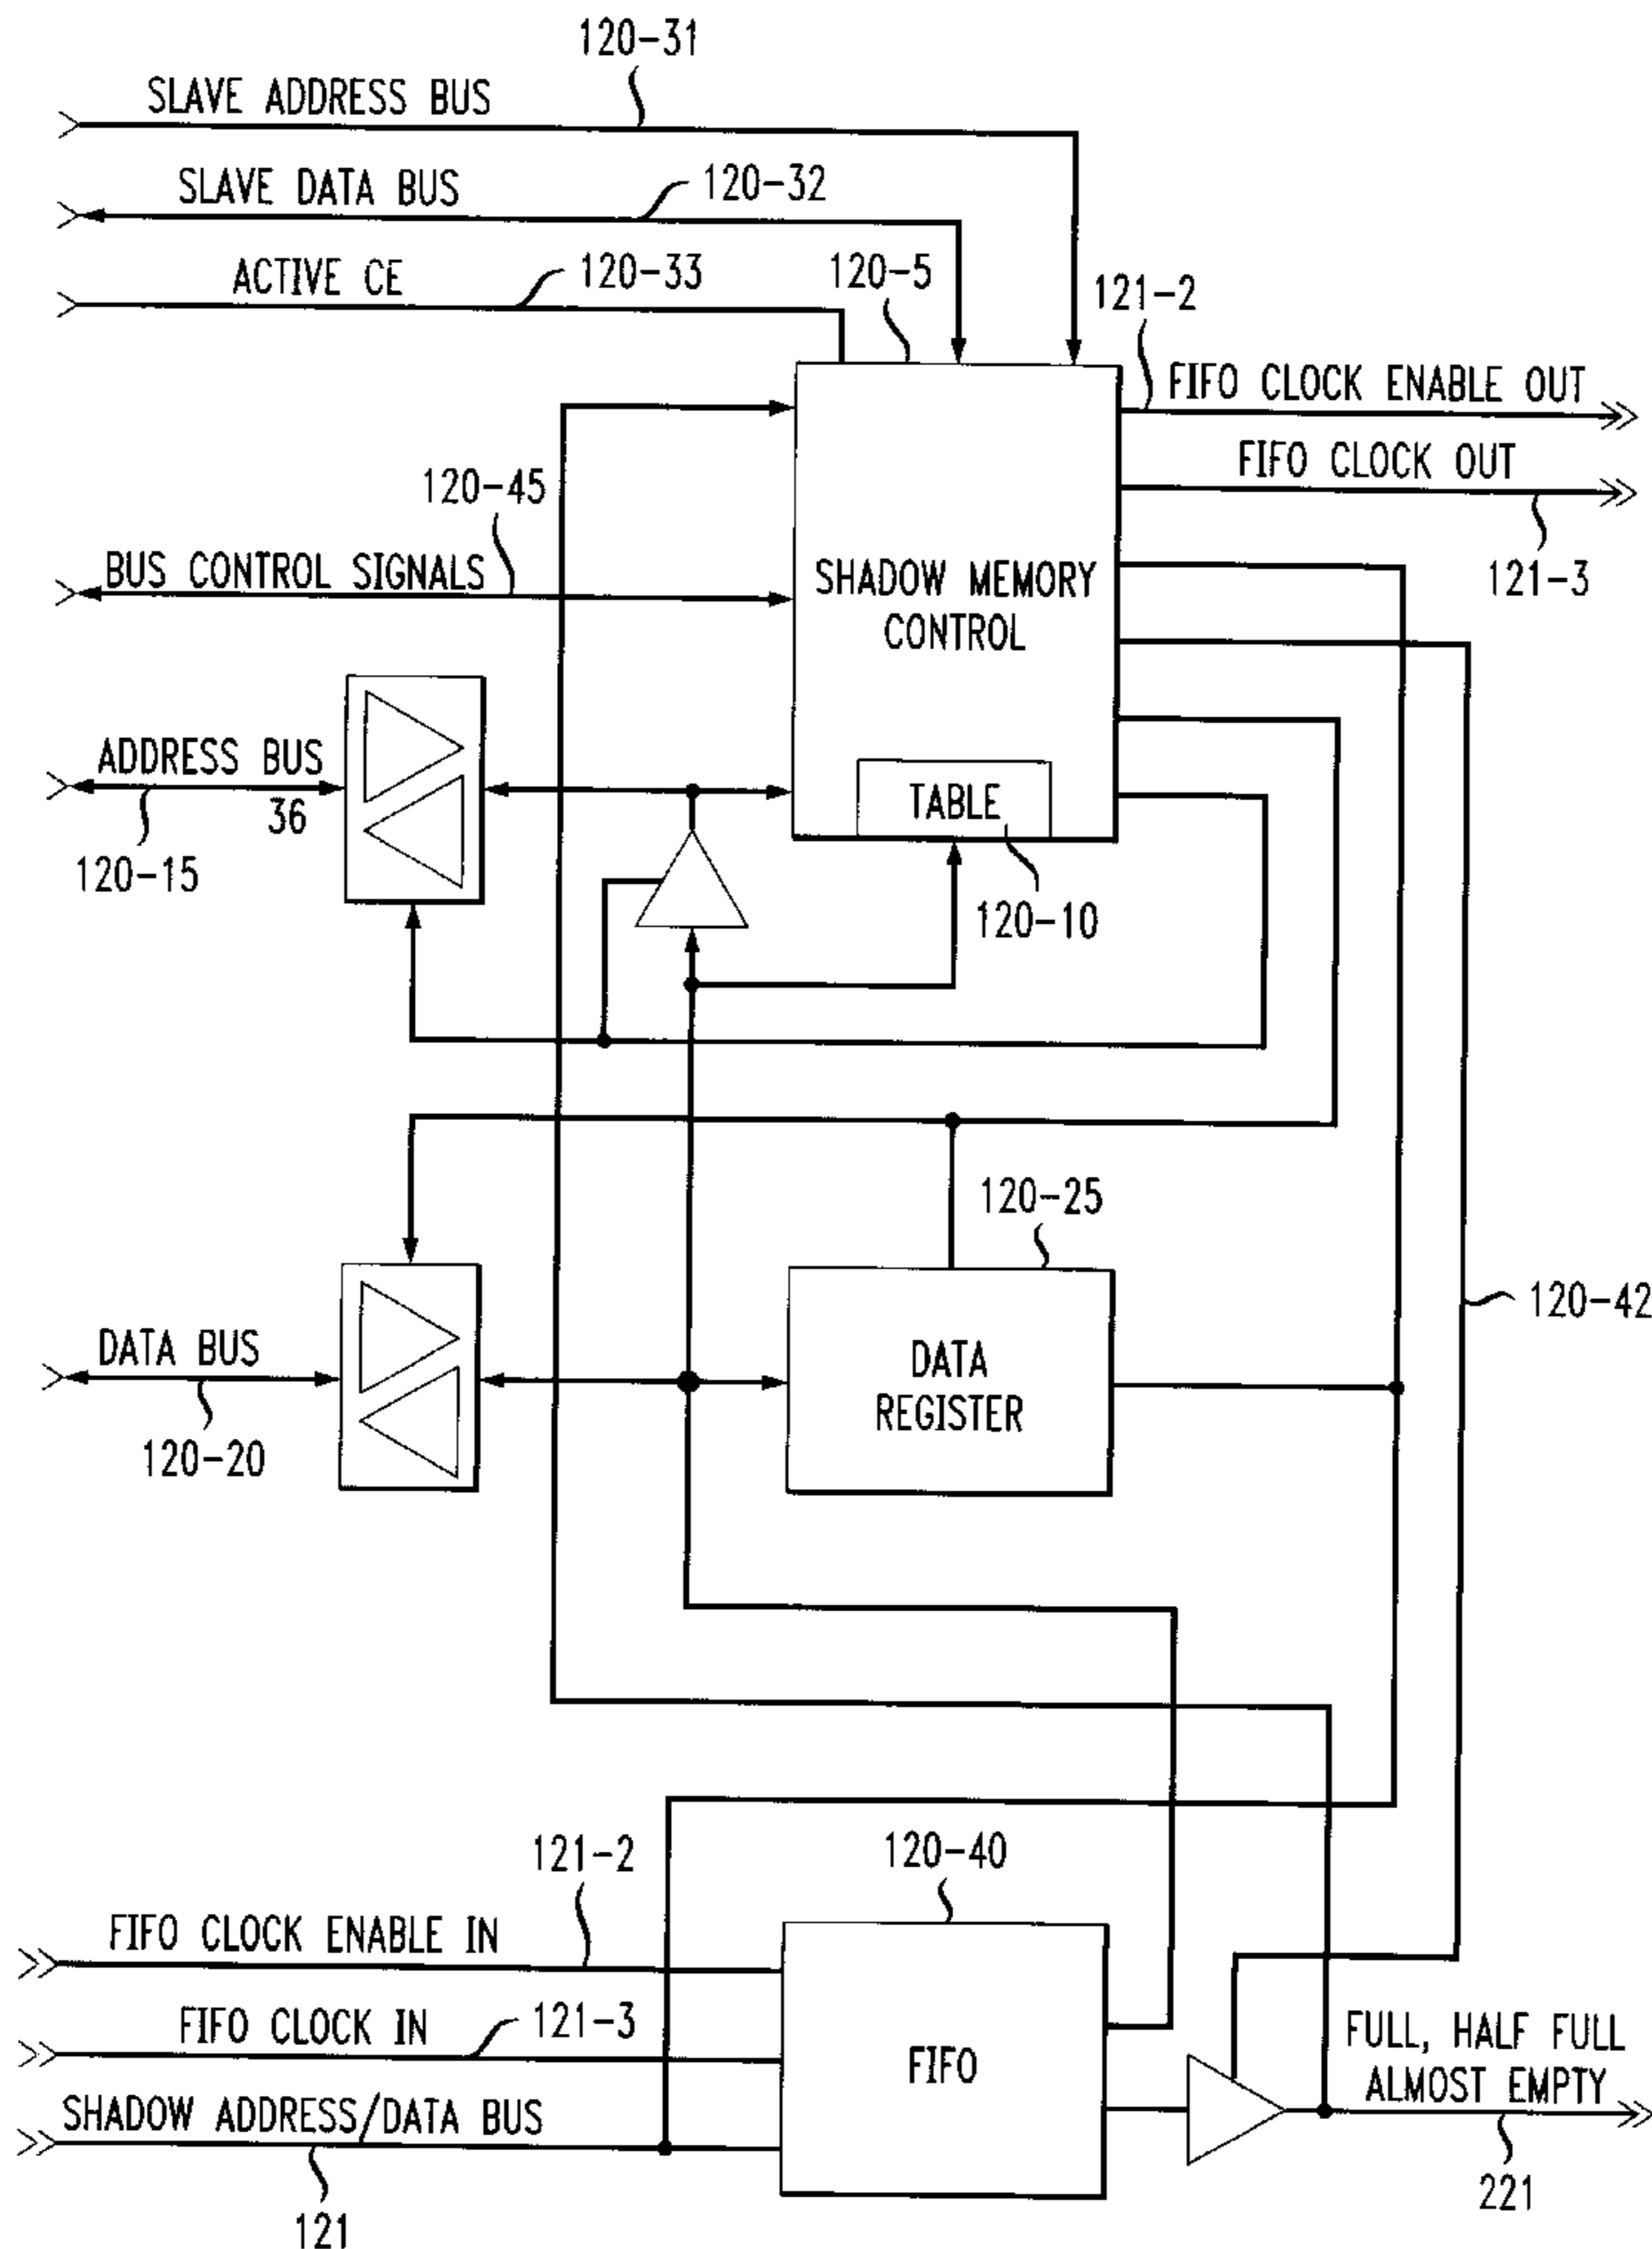 120-31
SLAVE ADDRESS BUS
SLAVE DATA BUS
120-32
ACTIVE CE
120-33
120-5
121-2
FIFO CLOCK ENABLE OUT
FIFO CLOCK OUT
120-45
BUS CONTROL SIGNALS
SHADOW MEMORY
CONTROL
121-3
ADDRESS BUS
36
TABLE
120-15
120-10
120-25
120-42
DATA BUS
DATA
REGISTER
120-20
121-2
120-40
FIFO CLOCK ENABLE IN
FIFO CLOCK IN
121-3
FIFO
FULL, HALF FULL
ALMOST EMPTY
SHADOW ADDRESS/DATA BUS
121
221